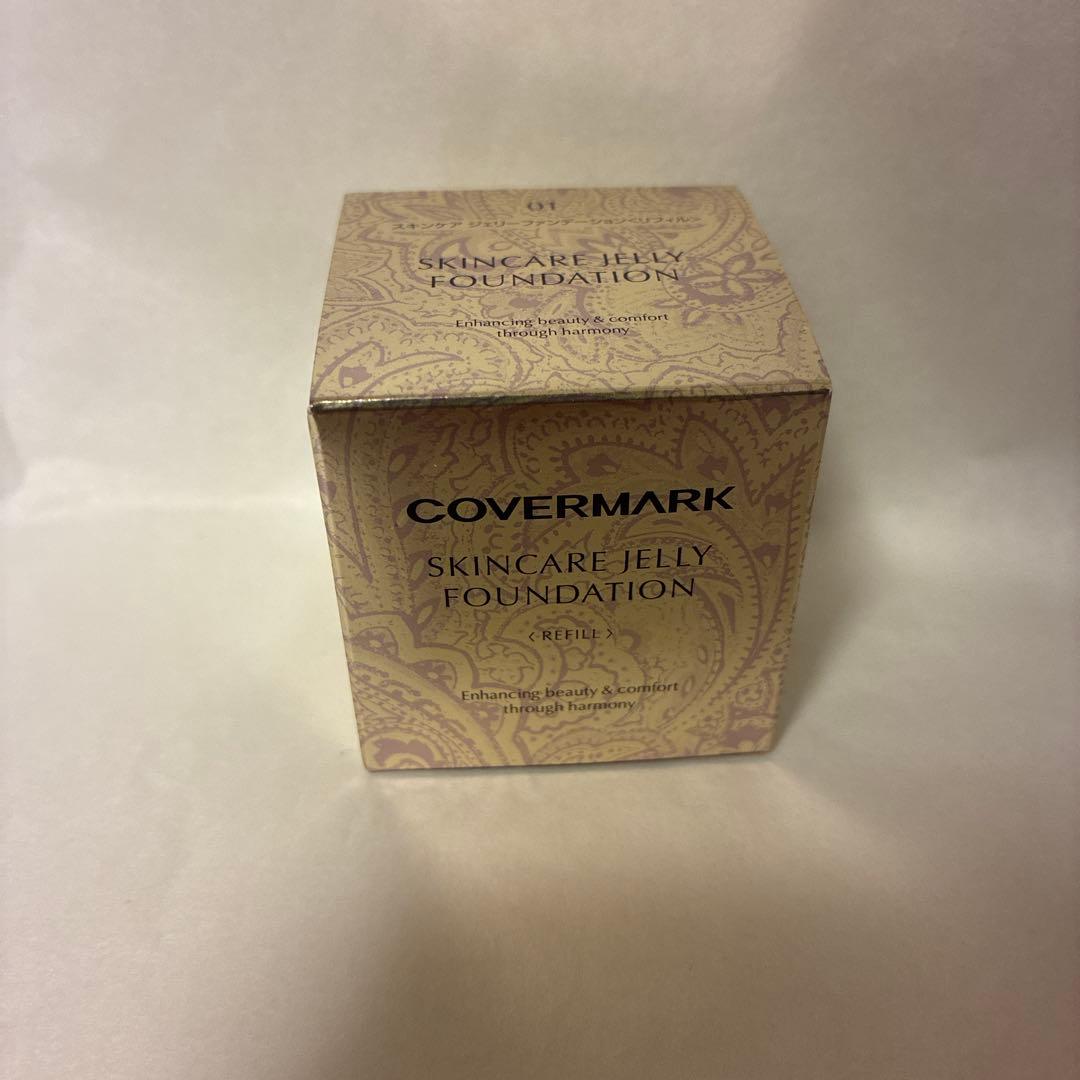 01
スキンケア ジェリーファンデーション<リフィル>
SKINCARE JELLY
FOUNDATION
Enhancing beauty & comfort
through harmony
COVERMARK
SKINCARE JELLY
FOUNDATION
< REFILL >
Enhancing beauty & comfort
through harmony